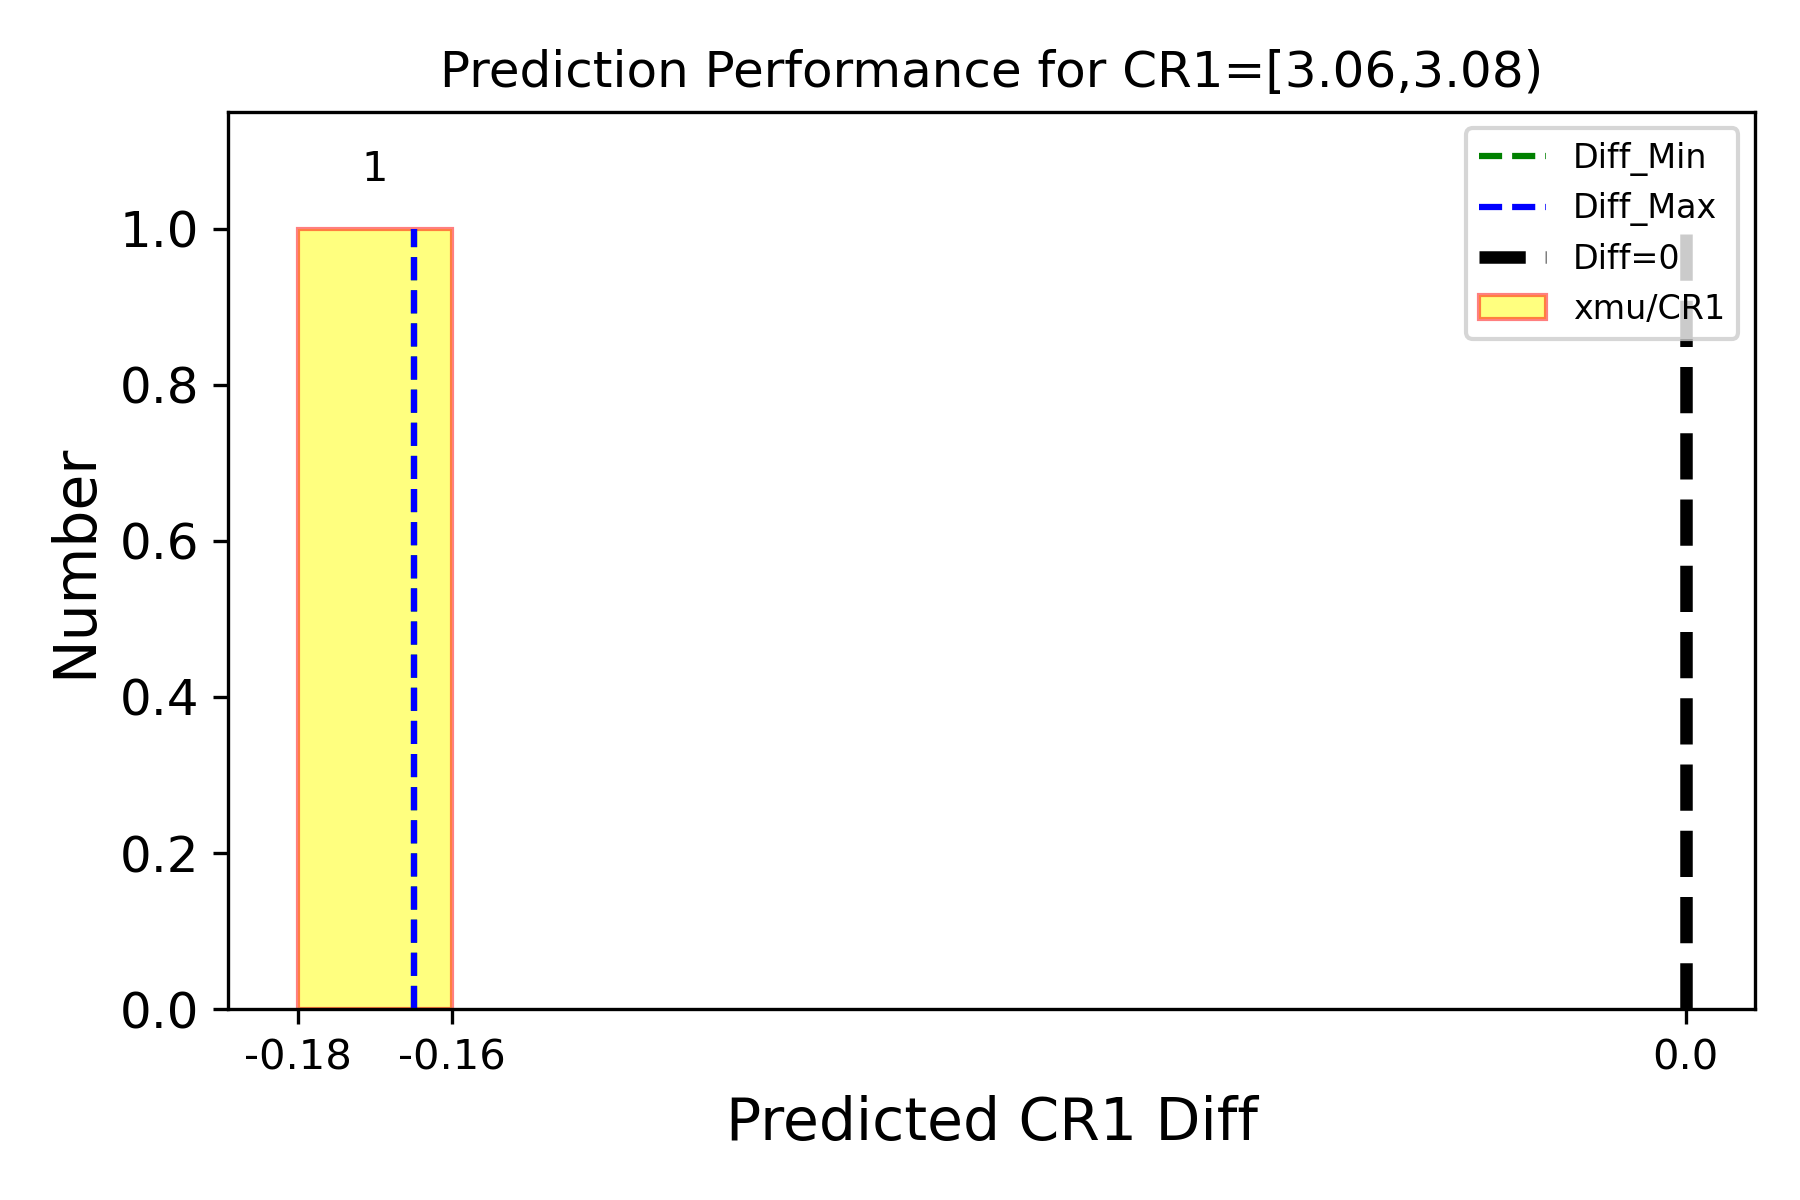 Prediction Performance for CR1=[3.06,3.08)
1
Diff_Min
Diff_Max
Diff=0
xmu/CR1
Number
1.0
0.8
0.6
0.4
0.2
0.0
-0.18 -0.16 0.0
Predicted CR1 Diff